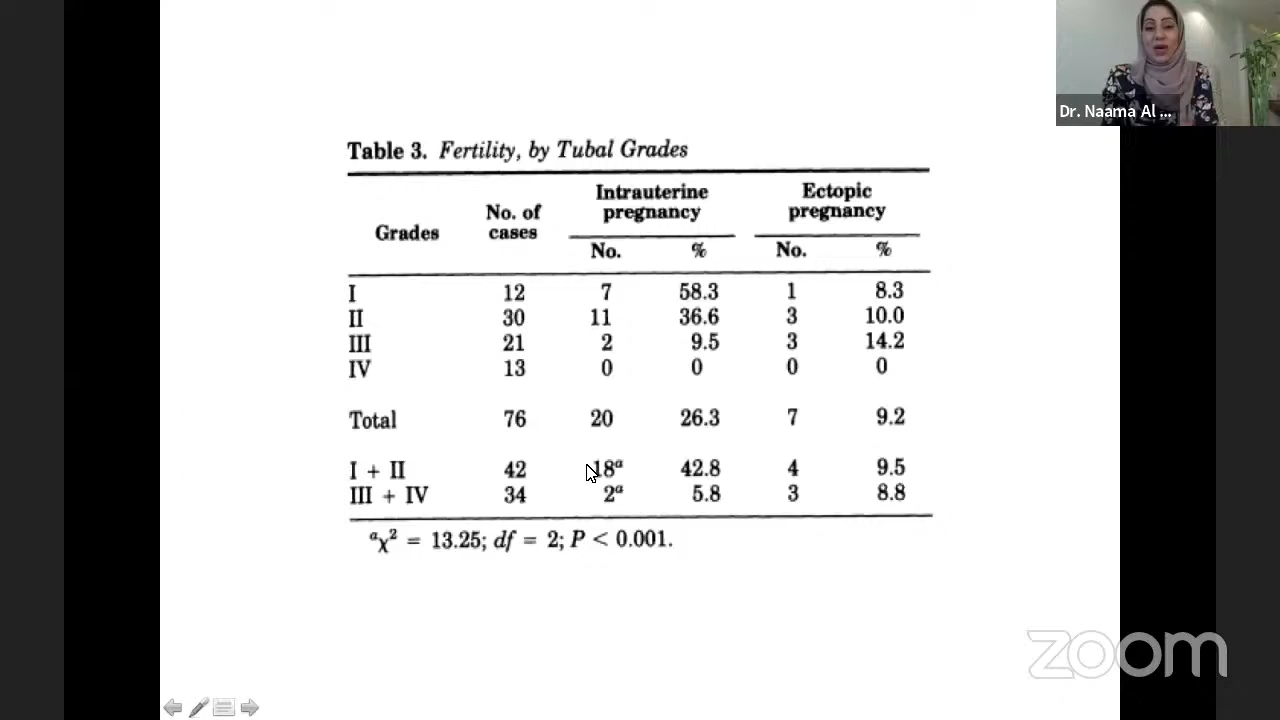 Dr. Naama Al ...
Table 3. Fertility, by Tubal Grades
Grades No. of cases Intrauterine pregnancy Ectopic pregnancy
No. % No. %
I 12 7 58.3 1 8.3
II 30 11 36.6 3 10.0
III 21 2 9.5 3 14.2
IV 13 0 0 0 0
Total 76 20 26.3 7 9.2
I + II 42 18ᵃ 42.8 4 9.5
III + IV 34 2ᵃ 5.8 3 8.8
ᵃχ² = 13.25; df = 2; P < 0.001.
zoom